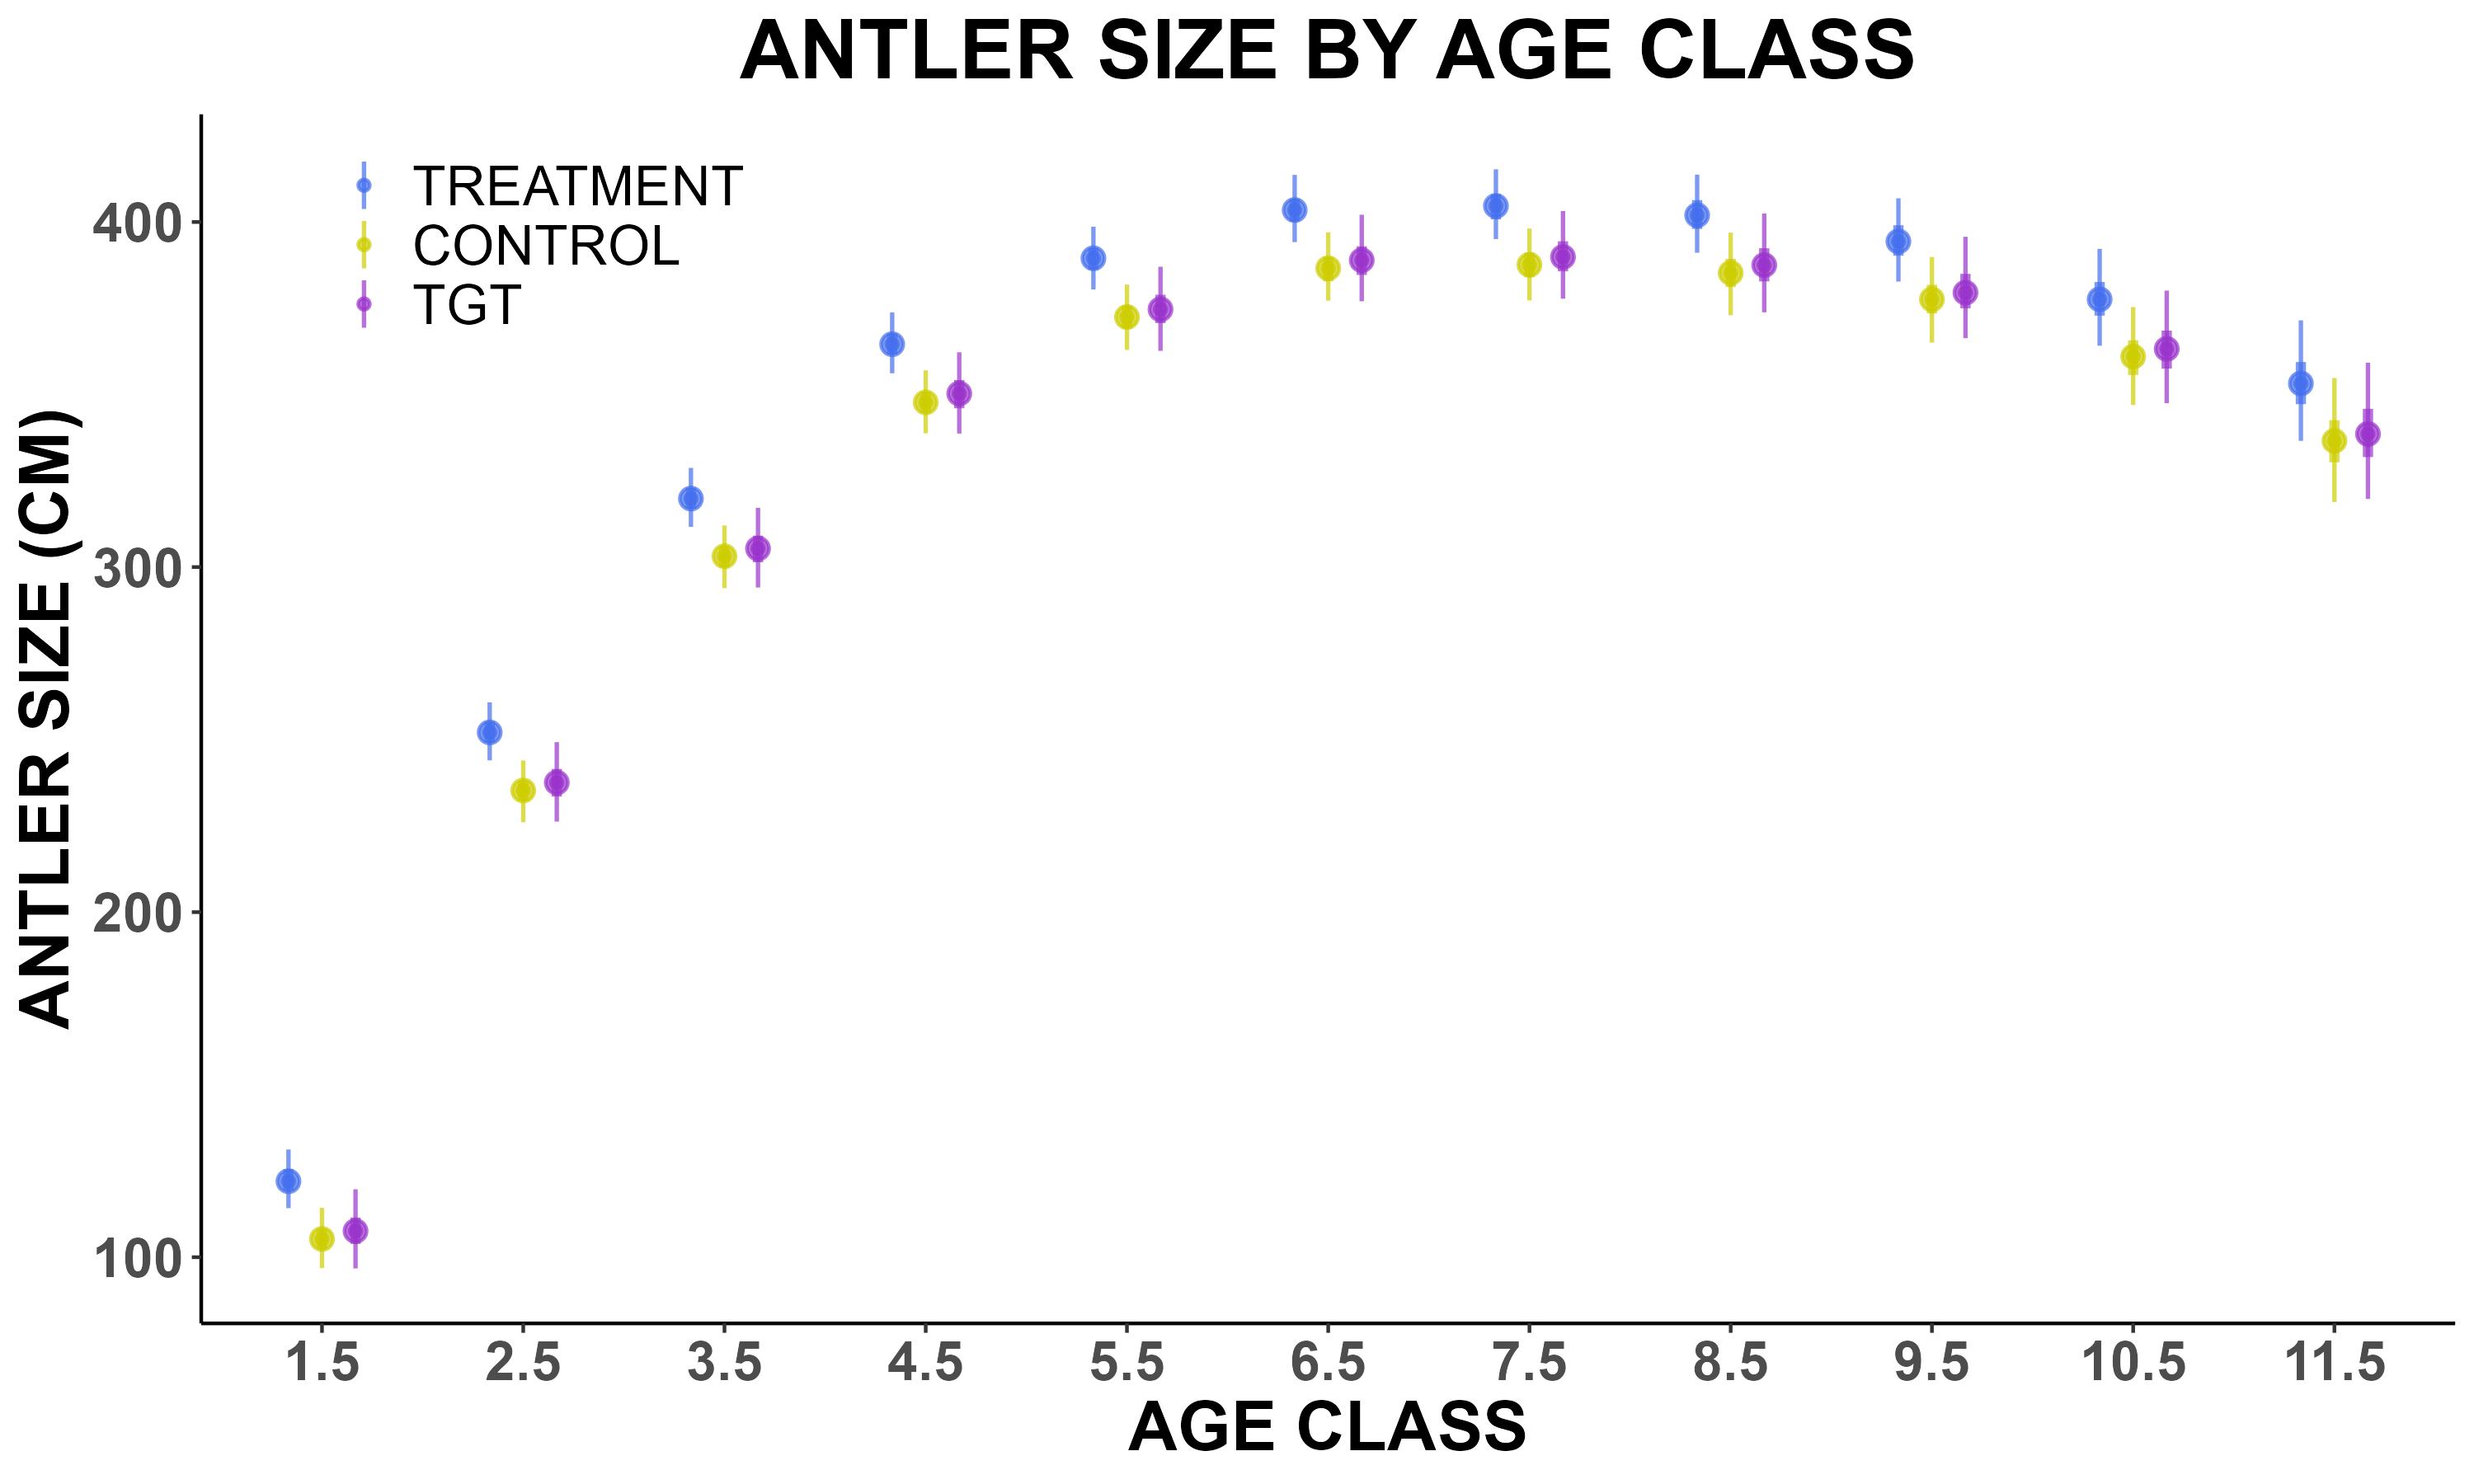 ANTLER SIZE BY AGE CLASS
TREATMENT
CONTROL
TGT
ANTLER SIZE (CM)
400
300
200
100
1.5 2.5 3.5 4.5 5.5 6.5 7.5 8.5 9.5 10.5 11.5
AGE CLASS